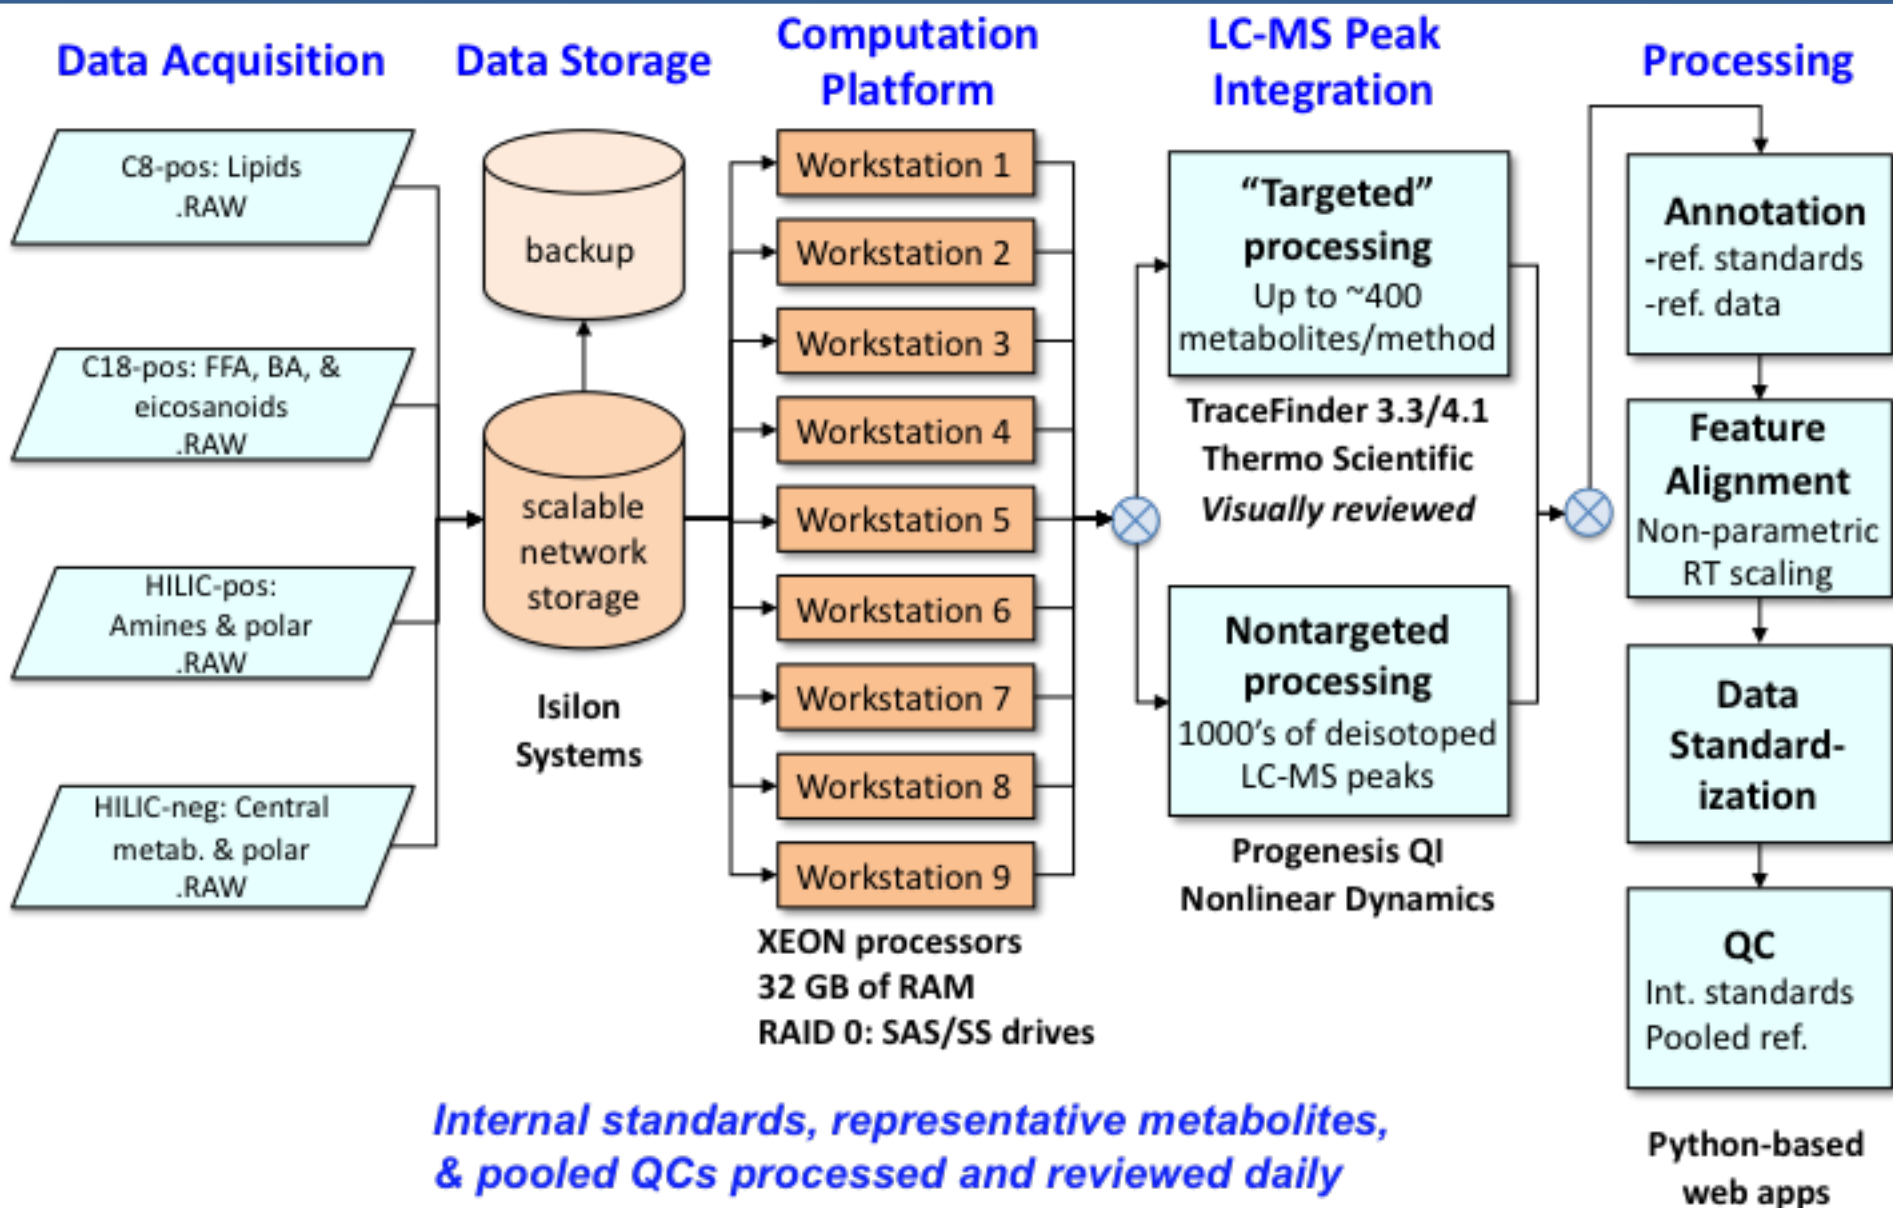 Data Acquisition
C8-pos: Lipids
.RAW
C18-pos: FFA, BA, &
eicosanoids
.RAW
HILIC-pos:
Amines & polar
.RAW
HILIC-neg: Central
metab. & polar
.RAW
Data Storage
backup
scalable
network
storage
Isilon
Systems
Computation
Platform
Workstation 1
Workstation 2
Workstation 3
Workstation 4
Workstation 5
Workstation 6
Workstation 7
Workstation 8
Workstation 9
XEON processors
32 GB of RAM
RAID 0: SAS/SS drives
LC-MS Peak
Integration
“Targeted”
processing
Up to ~400
metabolites/method
TraceFinder 3.3/4.1
Thermo Scientific
Visually reviewed
Nontargeted
processing
1000’s of deisotoped
LC-MS peaks
Progenesis QI
Nonlinear Dynamics
Processing
Annotation
-ref. standards
-ref. data
Feature
Alignment
Non-parametric
RT scaling
Data
Standard-
ization
QC
Int. standards
Pooled ref.
Python-based
web apps
Internal standards, representative metabolites,
& pooled QCs processed and reviewed daily